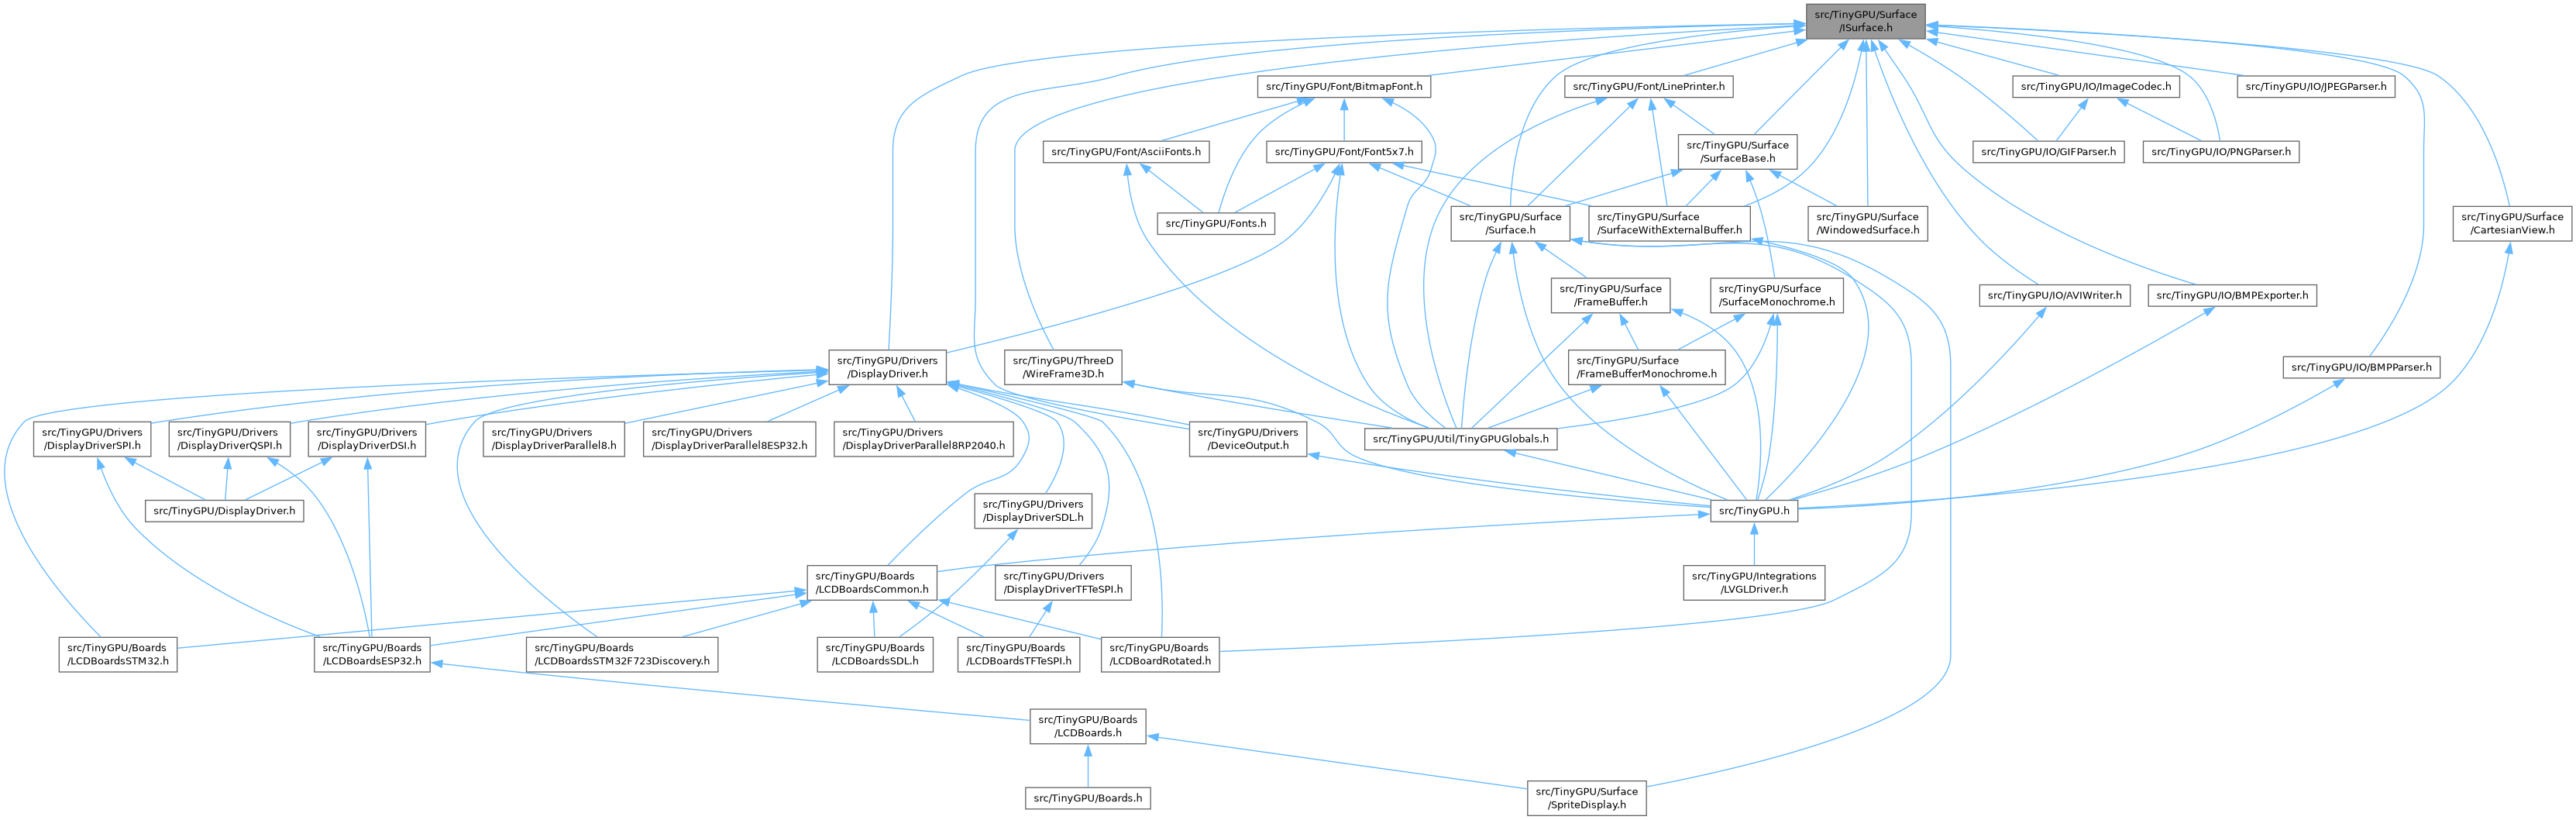 src/TinyGPU/Surface
/ISurface.h
src/TinyGPU/Font/BitmapFont.h
src/TinyGPU/Font/LinePrinter.h
src/TinyGPU/IO/ImageCodec.h
src/TinyGPU/IO/JPEGParser.h
src/TinyGPU/Font/AsciiFonts.h
src/TinyGPU/Font/Font5x7.h
src/TinyGPU/Surface
/SurfaceBase.h
src/TinyGPU/IO/GIFParser.h
src/TinyGPU/IO/PNGParser.h
src/TinyGPU/Fonts.h
src/TinyGPU/Surface
/Surface.h
src/TinyGPU/Surface
/SurfaceWithExternalBuffer.h
src/TinyGPU/Surface
/WindowedSurface.h
src/TinyGPU/Surface
/CartesianView.h
src/TinyGPU/Surface
/FrameBuffer.h
src/TinyGPU/Surface
/SurfaceMonochrome.h
src/TinyGPU/IO/AVIWriter.h
src/TinyGPU/IO/BMPExporter.h
src/TinyGPU/Drivers
/DisplayDriver.h
src/TinyGPU/ThreeD
/WireFrame3D.h
src/TinyGPU/Surface
/FrameBufferMonochrome.h
src/TinyGPU/IO/BMPParser.h
src/TinyGPU/Drivers
/DisplayDriverSPI.h
src/TinyGPU/Drivers
/DisplayDriverQSPI.h
src/TinyGPU/Drivers
/DisplayDriverDSI.h
src/TinyGPU/Drivers
/DisplayDriverParallel8.h
src/TinyGPU/Drivers
/DisplayDriverParallel8ESP32.h
src/TinyGPU/Drivers
/DisplayDriverParallel8RP2040.h
src/TinyGPU/Drivers
/DeviceOutput.h
src/TinyGPU/Util/TinyGPUGlobals.h
src/TinyGPU/DisplayDriver.h
src/TinyGPU/Drivers
/DisplayDriverSDL.h
src/TinyGPU.h
src/TinyGPU/Boards
/LCDBoardsCommon.h
src/TinyGPU/Drivers
/DisplayDriverTFTeSPI.h
src/TinyGPU/Integrations
/LVGLDriver.h
src/TinyGPU/Boards
/LCDBoardsSTM32.h
src/TinyGPU/Boards
/LCDBoardsESP32.h
src/TinyGPU/Boards
/LCDBoardsSTM32F723Discovery.h
src/TinyGPU/Boards
/LCDBoardsSDL.h
src/TinyGPU/Boards
/LCDBoardsTFTeSPI.h
src/TinyGPU/Boards
/LCDBoardRotated.h
src/TinyGPU/Boards
/LCDBoards.h
src/TinyGPU/Boards.h
src/TinyGPU/Surface
/SpriteDisplay.h